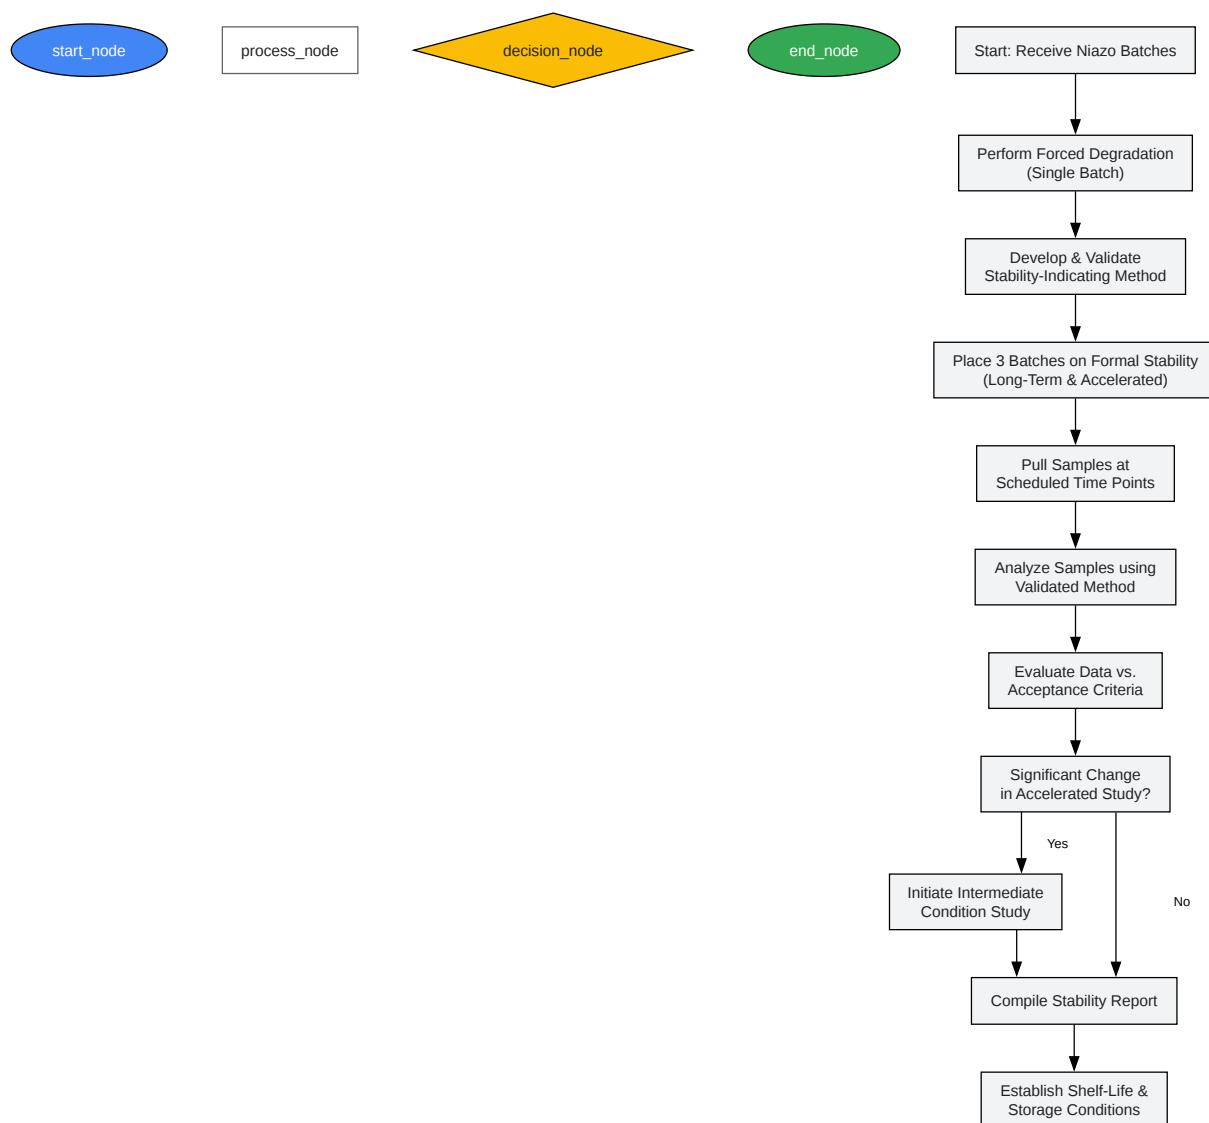 start_node
process_node
decision_node
end_node
Start: Receive Niazo Batches
Perform Forced Degradation
(Single Batch)
Develop & Validate
Stability-Indicating Method
Place 3 Batches on Formal Stability
(Long-Term & Accelerated)
Pull Samples at
Scheduled Time Points
Analyze Samples using
Validated Method
Evaluate Data vs.
Acceptance Criteria
Significant Change
in Accelerated Study?
Yes
Initiate Intermediate
Condition Study
No
Compile Stability Report
Establish Shelf-Life &
Storage Conditions